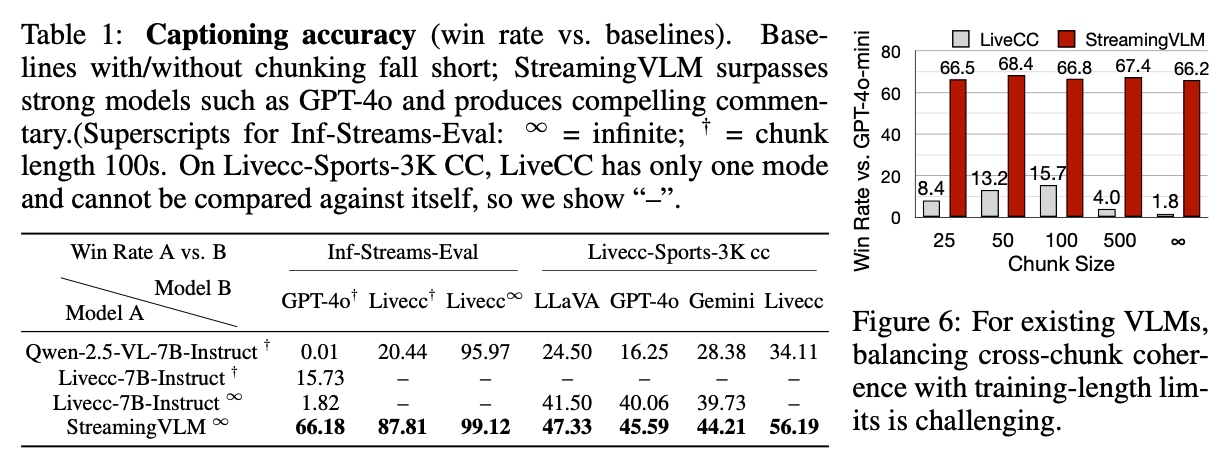 Table 1: Captioning accuracy (win rate vs. baselines). Base-
lines with/without chunking fall short; StreamingVLM surpasses
strong models such as GPT-4o and produces compelling commen-
tary.(Superscripts for Inf-Streams-Eval: ∞ = infinite; † = chunk
length 100s. On Livecc-Sports-3K CC, LiveCC has only one mode
and cannot be compared against itself, so we show “–”.
Win Rate A vs. B Inf-Streams-Eval Livecc-Sports-3K cc
Model B
Model A
GPT-4o† Livecc† Livecc∞ LLaVA GPT-4o Gemini Livecc
Qwen-2.5-VL-7B-Instruct † 0.01 20.44 95.97 24.50 16.25 28.38 34.11
Livecc-7B-Instruct † 15.73 – – – – – –
Livecc-7B-Instruct ∞ 1.82 – – 41.50 40.06 39.73 –
StreamingVLM ∞ 66.18 87.81 99.12 47.33 45.59 44.21 56.19
LiveCC StreamingVLM
Win Rate vs. GPT-4o-mini
80
60
40
20
0
8.4 66.5 13.2 68.4 15.7 66.8 4.0 67.4 1.8 66.2
25 50 100 500 ∞
Chunk Size
Figure 6: For existing VLMs,
balancing cross-chunk coher-
ence with training-length lim-
its is challenging.